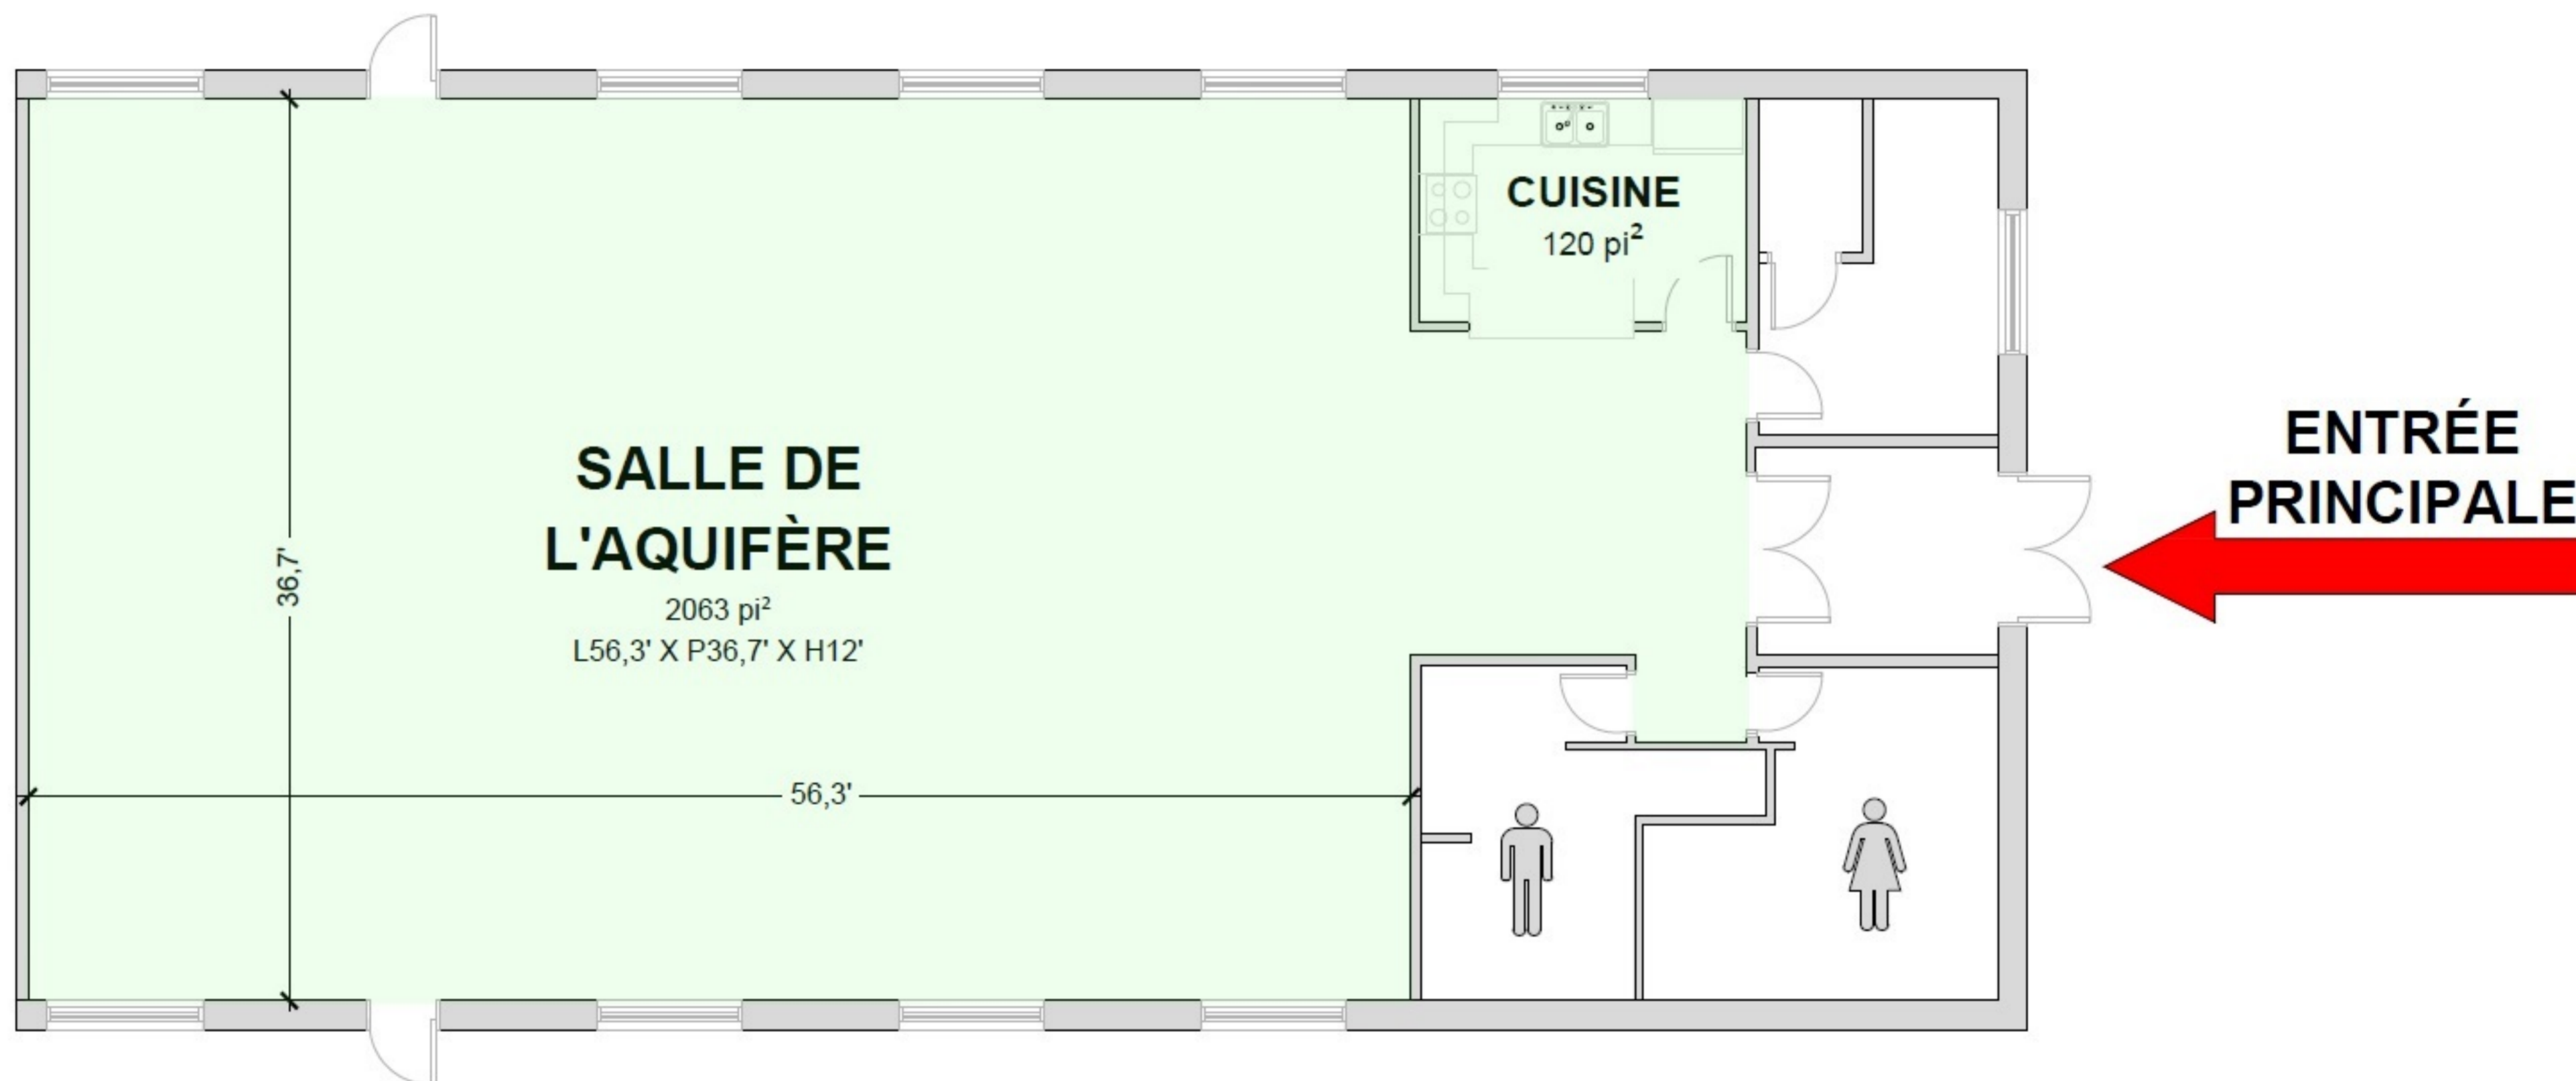 CUISINE
120 pi²
ENTRÉE
PRINCIPALE
SALLE DE
L'AQUIFÈRE
2063 pi²
L56,3' X P36,7' X H12'
36,7'
56,3'